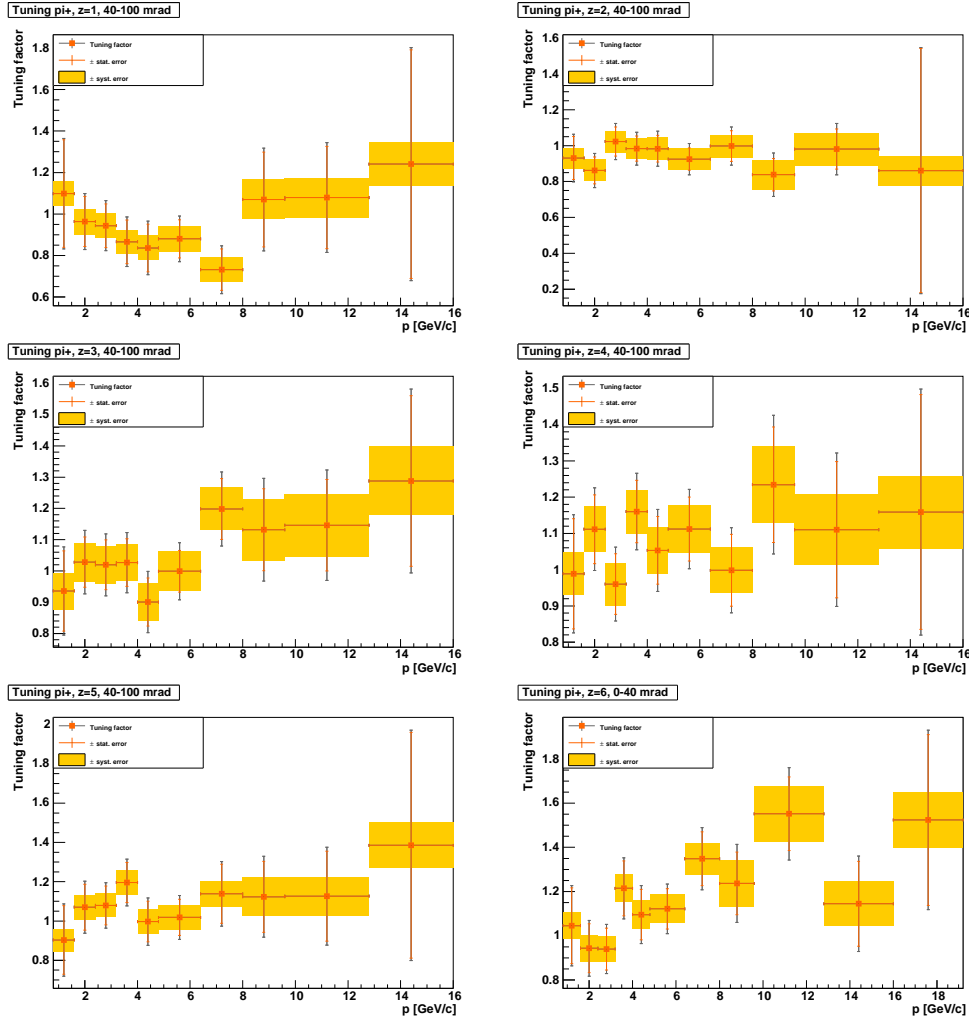 Tuning pi+, z=1, 40-100 mrad
Tuning factor
1.8
1.6
1.4
1.2
1
0.8
0.6
Tuning factor
± stat. error
± syst. error
2 4 6 8 10 12 14 16
p [GeV/c]
Tuning pi+, z=2, 40-100 mrad
Tuning factor
1.6
1.4
1.2
1
0.8
0.6
0.4
0.2
Tuning factor
± stat. error
± syst. error
2 4 6 8 10 12 14 16
p [GeV/c]
Tuning pi+, z=3, 40-100 mrad
Tuning factor
1.6
1.5
1.4
1.3
1.2
1.1
1
0.9
0.8
Tuning factor
± stat. error
± syst. error
2 4 6 8 10 12 14 16
p [GeV/c]
Tuning pi+, z=4, 40-100 mrad
Tuning factor
1.5
1.4
1.3
1.2
1.1
1
0.9
0.8
Tuning factor
± stat. error
± syst. error
2 4 6 8 10 12 14 16
p [GeV/c]
Tuning pi+, z=5, 40-100 mrad
Tuning factor
2
1.8
1.6
1.4
1.2
1
0.8
Tuning factor
± stat. error
± syst. error
2 4 6 8 10 12 14 16
p [GeV/c]
Tuning pi+, z=6, 0-40 mrad
Tuning factor
1.8
1.6
1.4
1.2
1
0.8
Tuning factor
± stat. error
± syst. error
2 4 6 8 10 12 14 16 18
p [GeV/c]